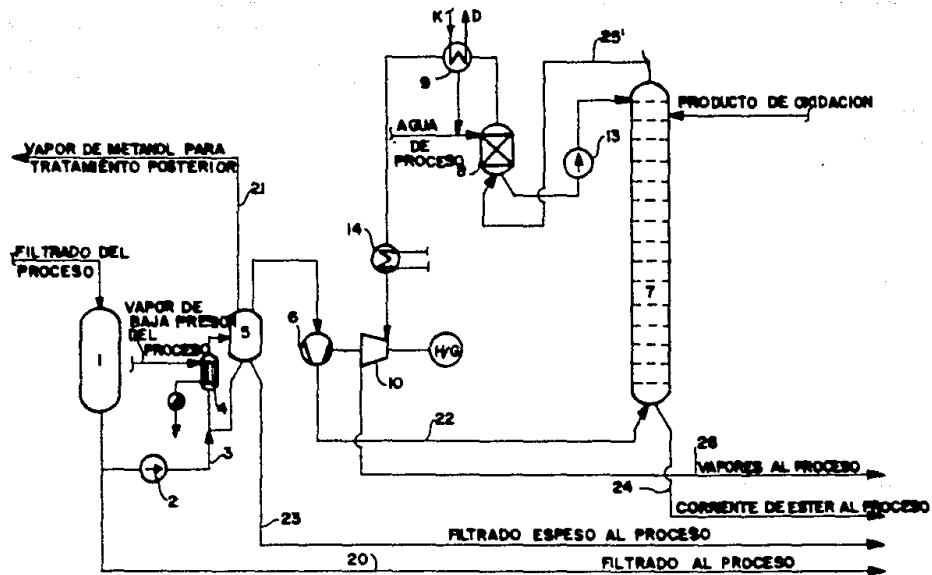 K D
25'
9
PRODUCTO DE OXIDACION
AGUA
DE
PROCESO
8
13
VAPOR DE METANOL PARA
TRATAMIENTO POSTERIOR
21
14
FILTRADO DEL
PROCESO
VAPOR DE
BAJA PRESION
DEL
PROCESO
1
5
6
7
H/G
10
4
3
2
22
26
VAPORES AL PROCESO
24
CORRIENTE DE ESTER AL PROCESO
23
FILTRADO ESPESO AL PROCESO
20
FILTRADO AL PROCESO